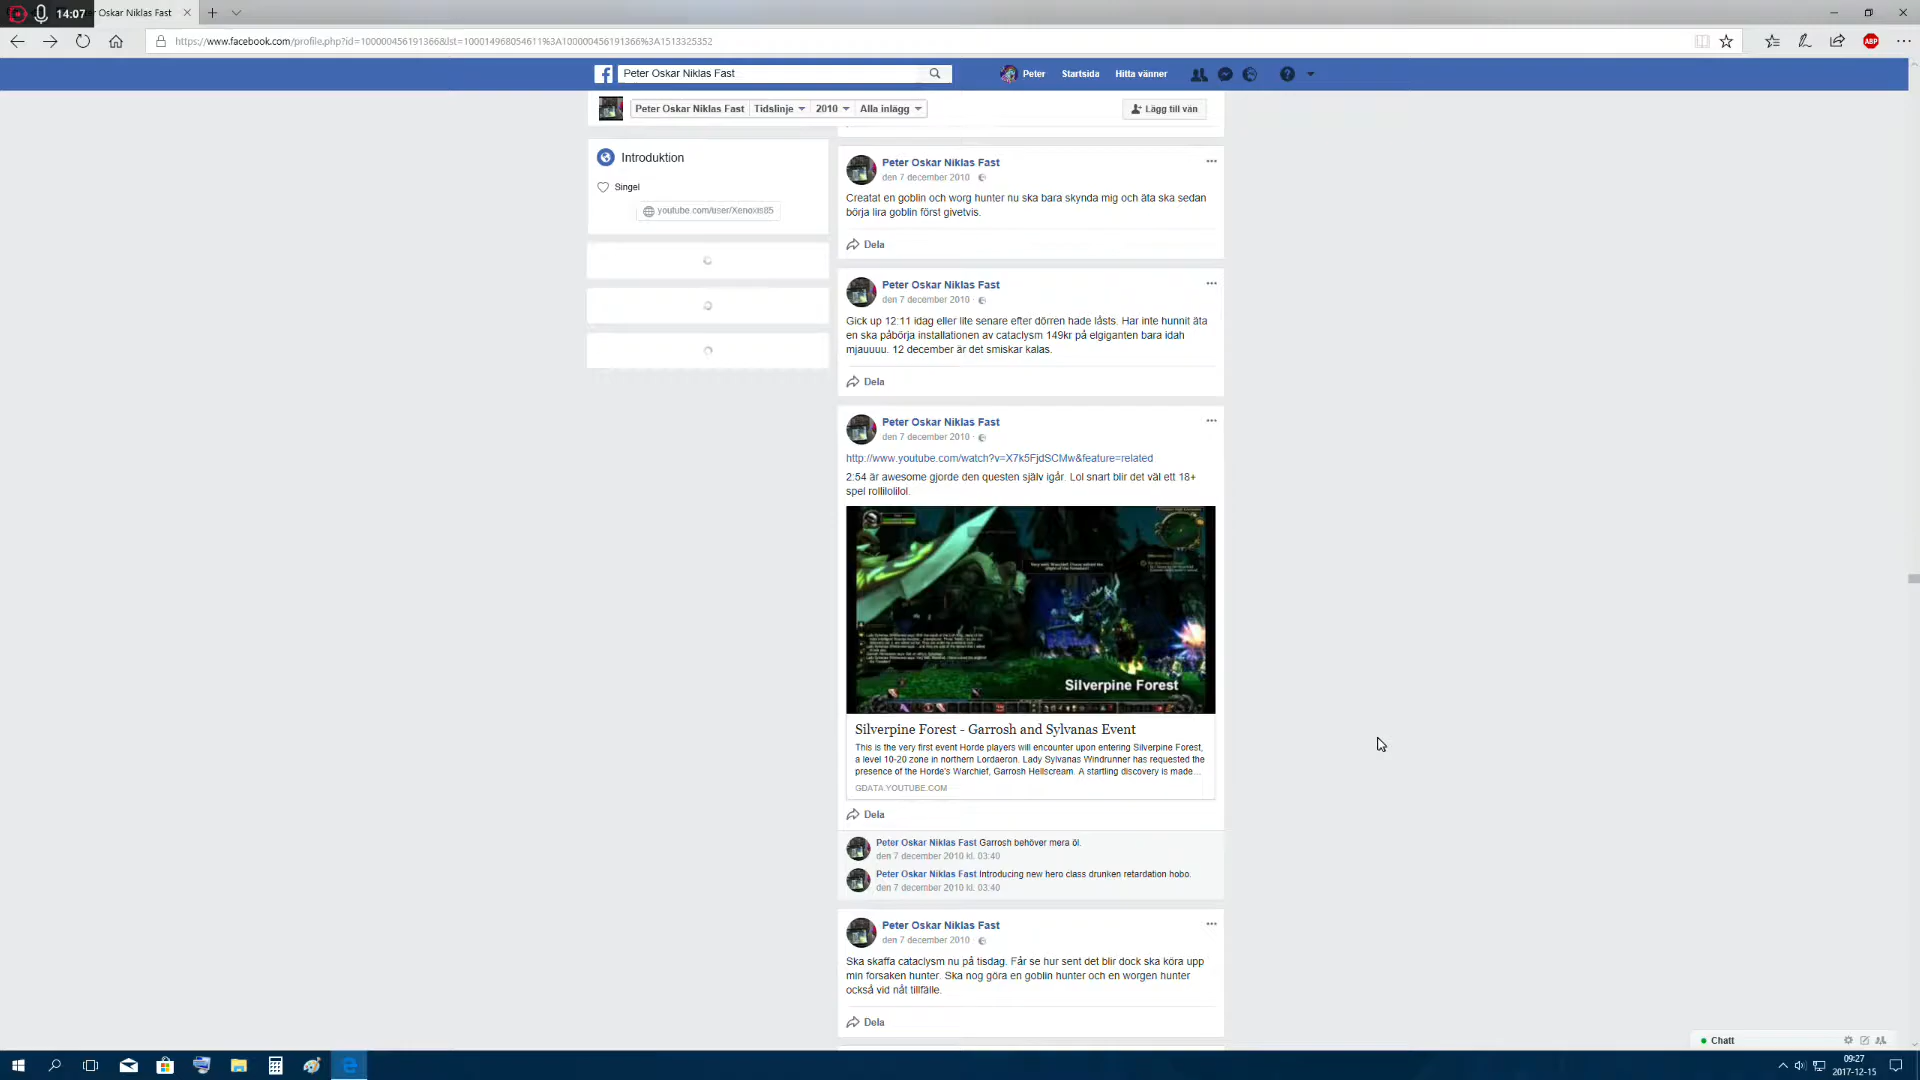 14:07
Oskar Niklas Fast
https://www.facebook.com/profile.php?id=100000456191366&lst=100014968054611%3A100000456191366%3A1513325352
ABP
Peter Oskar Niklas Fast
Peter Startsida Hitta vänner
Peter Oskar Niklas Fast Tidslinje 2010 Alla inlägg
Lägg till vän
Introduktion
Singel
youtube.com/user/Xenoxis85
Peter Oskar Niklas Fast
den 7 december 2010
Creatat en goblin och worg hunter nu ska bara skynda mig och äta ska sedan
börja lira goblin först givetvis.
Dela
Peter Oskar Niklas Fast
den 7 december 2010 ·
Gick up 12:11 idag eller lite senare efter dörren hade låsts. Har inte hunnit äta
en ska påbörja installationen av cataclysm 149kr på elgiganten bara idah
mjauuuu. 12 december är det smiskar kalas.
Dela
Peter Oskar Niklas Fast
den 7 december 2010 ·
http://www.youtube.com/watch?v=X7k5FjdSCMw&feature=related
2:54 är awesome gjorde den questen själv igår. Lol snart blir det väl ett 18+
spel rollilolilol.
Silverpine Forest
Silverpine Forest - Garrosh and Sylvanas Event
This is the very first event Horde players will encounter upon entering Silverpine Forest,
a level 10-20 zone in northern Lordaeron. Lady Sylvanas Windrunner has requested the
presence of the Horde's Warchief, Garrosh Hellscream. A startling discovery is made...
GDATA.YOUTUBE.COM
Dela
Peter Oskar Niklas Fast Garrosh behöver mera öl.
den 7 december 2010 kl. 03:40
Peter Oskar Niklas Fast Introducing new hero class drunken retardation hobo.
den 7 december 2010 kl. 03:40
Peter Oskar Niklas Fast
den 7 december 2010
Ska skaffa cataclysm nu på tisdag. Får se hur sent det blir dock ska köra upp
min forsaken hunter. Ska nog göra en goblin hunter och en worgen hunter
också vid nåt tillfälle.
Dela
Chatt
09:27
2017-12-15